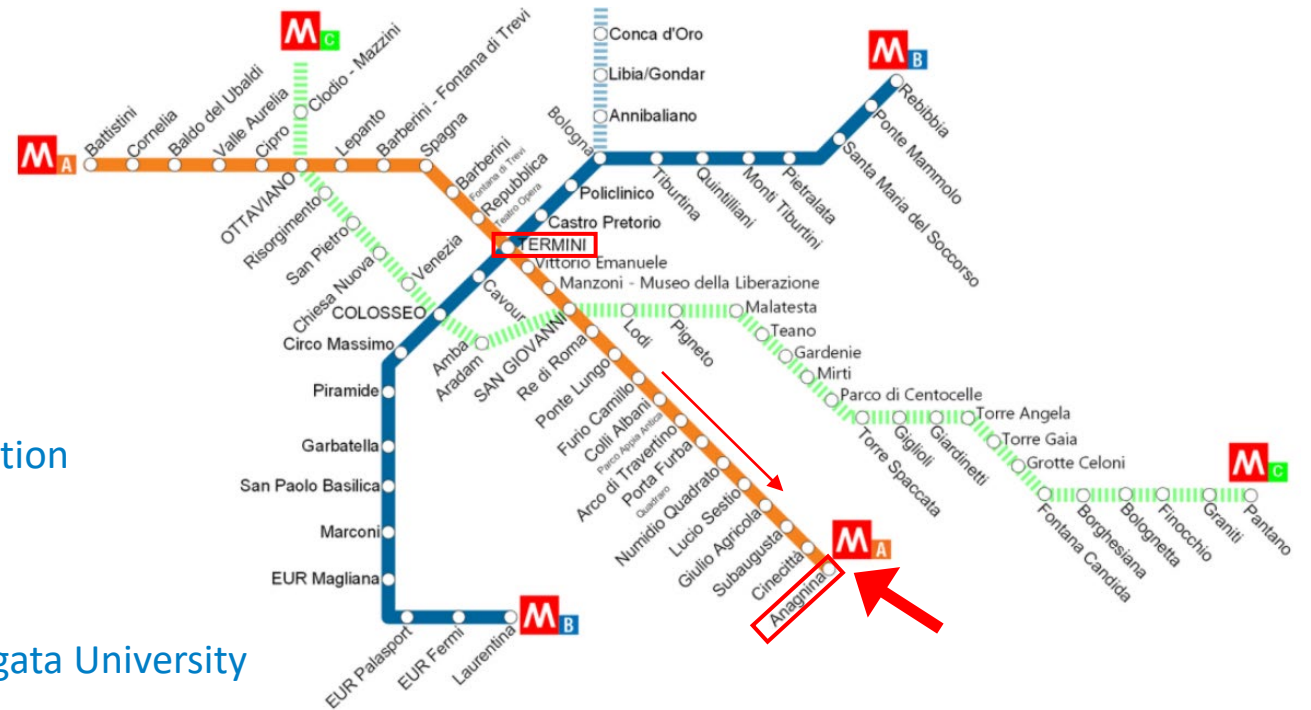 M C
Clodio - Mazzini
M A
Battistini
Cornelia
Baldo del Ubaldi
Valle Aurelia
Cipro
OTTAVIANO
Lepanto
Barberini - Fontana di Trevi
Spagna
Barberini
Fontana di Trevi
Repubblica
Teatro Opera
TERMINI
Vittorio Emanuele
Manzoni - Museo della Liberazione
SAN GIOVANNI
Re di Roma
Ponte Lungo
Furio Camillo
Colli Albani
Parco Appia Antica
Arco di Travertino
Porta Furba
Quadraro
Numidio Quadrato
Lucio Sestio
Giulio Agricola
Subaugusta
Cinecittà
Anagnina
M A
Conca d'Oro
Libia/Gondar
Annibaliano
Bologna
M B
Rebibbia
Ponte Mammolo
Santa Maria del Soccorso
Pietralata
Monti Tiburtini
Quintiliani
Tiburtina
Policlinico
Castro Pretorio
Cavour
COLOSSEO
Circo Massimo
Piramide
Garbatella
San Paolo Basilica
Marconi
EUR Magliana
EUR Palasport
EUR Fermi
Laurentina
M B
Risorgimento
San Pietro
Chiesa Nuova
Venezia
Amba
Aradam
Lodi
Pigneto
Malatesta
Teano
Gardenie
Mirti
Parco di Centocelle
Torre Spaccata
Giglioli
Giardinetti
Torre Angela
Torre Gaia
Grotte Celoni
Fontana Candida
Borghesiana
Bolognetta
Finocchio
Graniti
Pantano
M C
tion
gata University